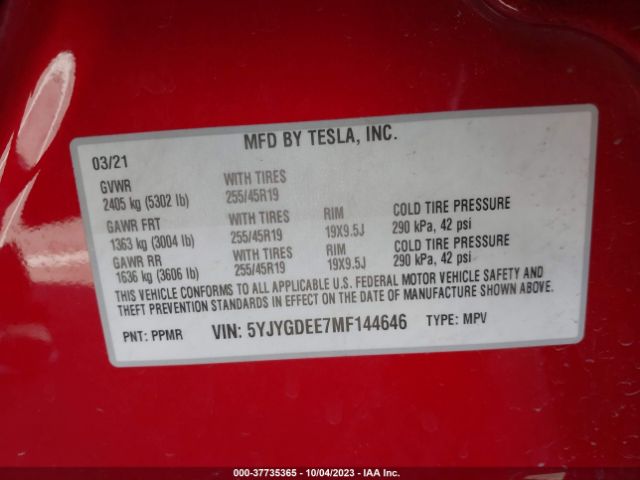 MFD BY TESLA, INC.
03/21
GVWR WITH TIRES
2405 kg (5302 lb) 255/45R19
GAWR FRT WITH TIRES RIM COLD TIRE PRESSURE
1363 kg (3004 lb) 255/45R19 19X9.5J 290 kPa, 42 psi
GAWR RR WITH TIRES RIM COLD TIRE PRESSURE
1636 kg (3606 lb) 255/45R19 19X9.5J 290 kPa, 42 psi
THIS VEHICLE CONFORMS TO ALL APPLICABLE U.S. FEDERAL MOTOR VEHICLE SAFETY AND
THEFT PREVENTION STANDARDS IN EFFECT ON THE DATE OF MANUFACTURE SHOWN ABOVE.
PNT: PPMR VIN: 5YJYGDEE7MF144646 TYPE: MPV
000-37735365 - 10/04/2023 - IAA Inc.